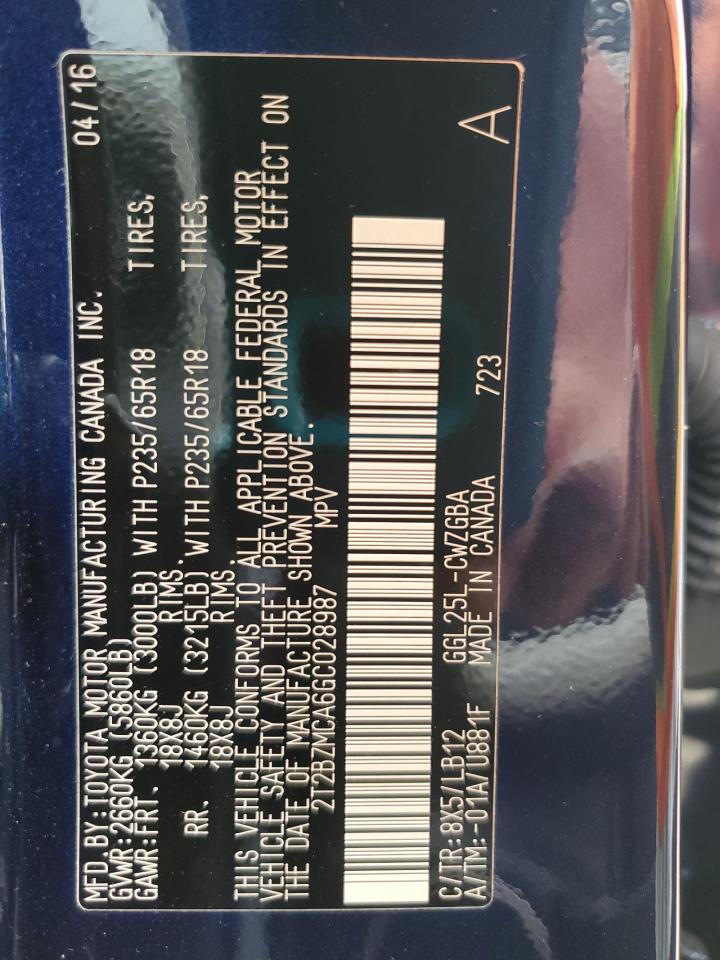 MFD.BY:TOYOTA MOTOR MANUFACTURING CANADA INC. 04/16
GVWR:2660KG (5860LB)
GAWR:FRT. 1360KG (3000LB) WITH P235/65R18 TIRES,
18X8J RIMS.
RR. 1460KG (3215LB) WITH P235/65R18 TIRES,
18X8J RIMS.
THIS VEHICLE CONFORMS TO ALL APPLICABLE FEDERAL MOTOR
VEHICLE SAFETY AND THEFT PREVENTION STANDARDS IN EFFECT ON
THE DATE OF MANUFACTURE SHOWN ABOVE.
2T2BZMCA6GC028987 MPV
C/TR:8X5/LB12 GGL25L-CWZGBA A
A/TM:-01A/U881F MADE IN CANADA 723